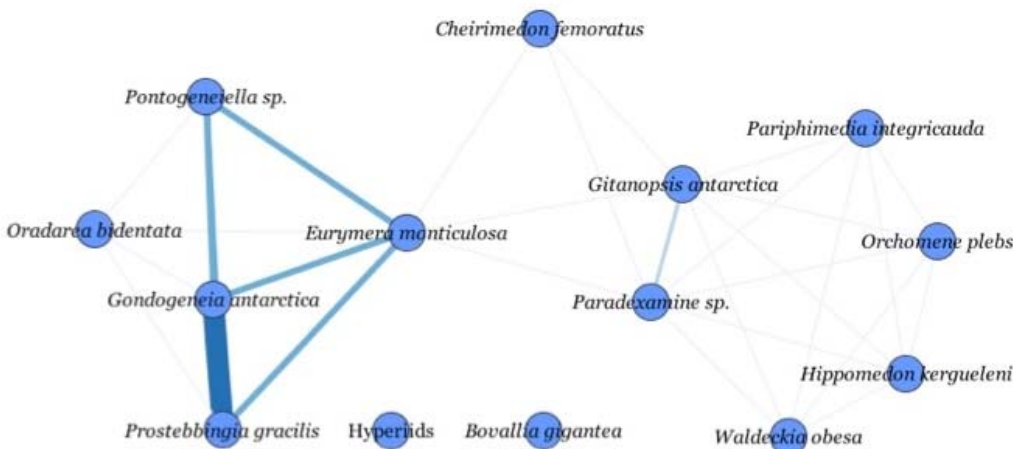 Cheirimedon femoratus
Pontogeneiella sp.
Pariphimedia integricauda
Gitanopsis antarctica
Oradarea bidentata
Eurymera monticulosa
Orchomene plebs
Gondogeneia antarctica
Paradexamine sp.
Hippomedon kergueleni
Prostebbingia gracilis
Hyperiids
Bovallia gigantea
Waldeckia obesa